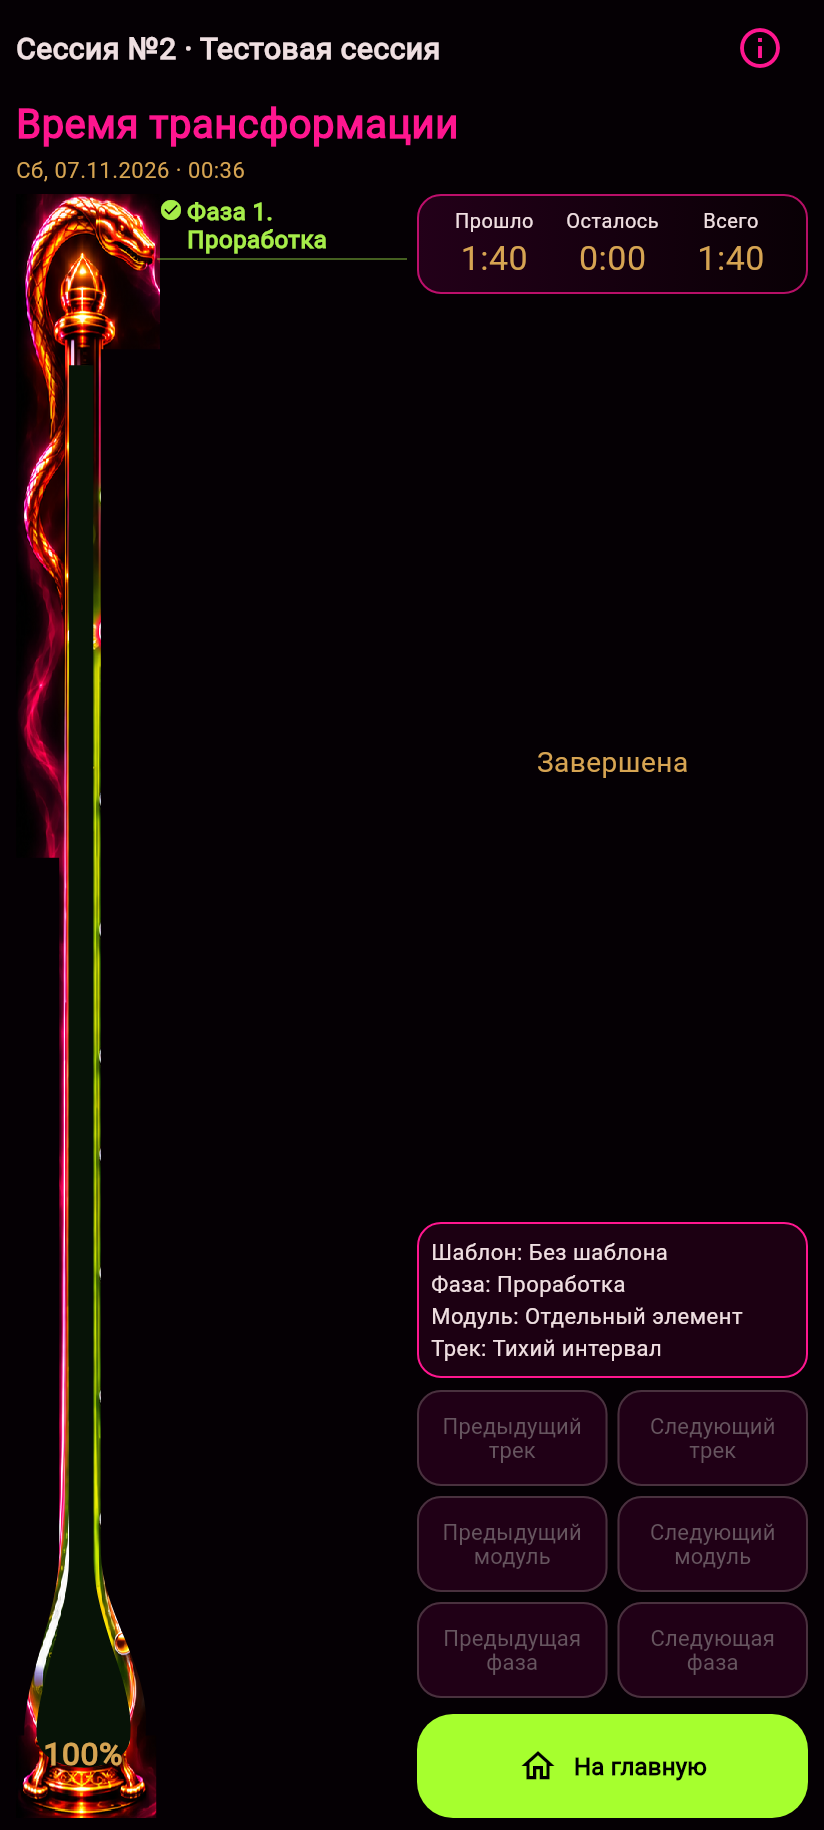 Сессия №2 · Тестовая сессия
Время трансформации
Сб, 07.11.2026 · 00:36
Фаза 1.
Проработка
Прошло Осталось Всего
1:40 0:00 1:40
Завершена
Шаблон: Без шаблона
Фаза: Проработка
Модуль: Отдельный элемент
Трек: Тихий интервал
Предыдущий
трек
Следующий
трек
Предыдущий
модуль
Следующий
модуль
Предыдущая
фаза
Следующая
фаза
100%
На главную